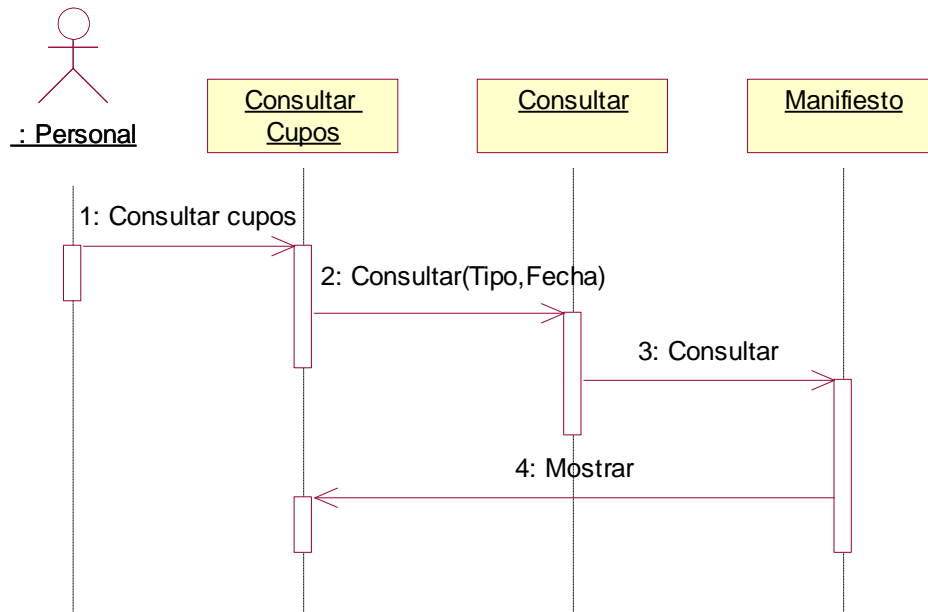 : Personal
Consultar
Cupos
Consultar
Manifiesto
1: Consultar cupos
2: Consultar(Tipo,Fecha)
3: Consultar
4: Mostrar